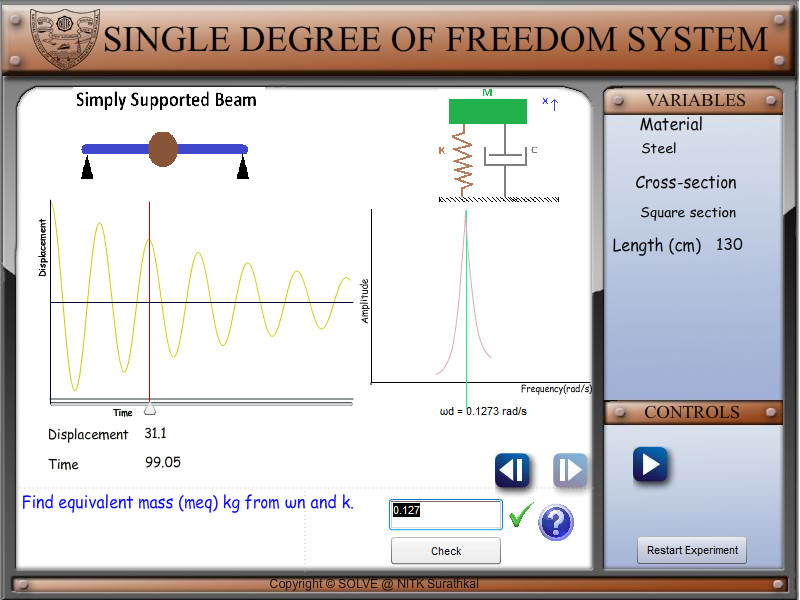 SINGLE DEGREE OF FREEDOM SYSTEM
Simply Supported Beam
M
X
K
C
Displacement
Time
Amplitude
Frequency(rad/s)
ωd = 0.1273 rad/s
Displacement 31.1
Time 99.05
Find equivalent mass (meq) kg from ωn and k.
0.127
?
Check
VARIABLES
Material
Steel
Cross-section
Square section
Length (cm) 130
CONTROLS
Restart Experiment
Copyright © SOLVE @ NITK Surathkal